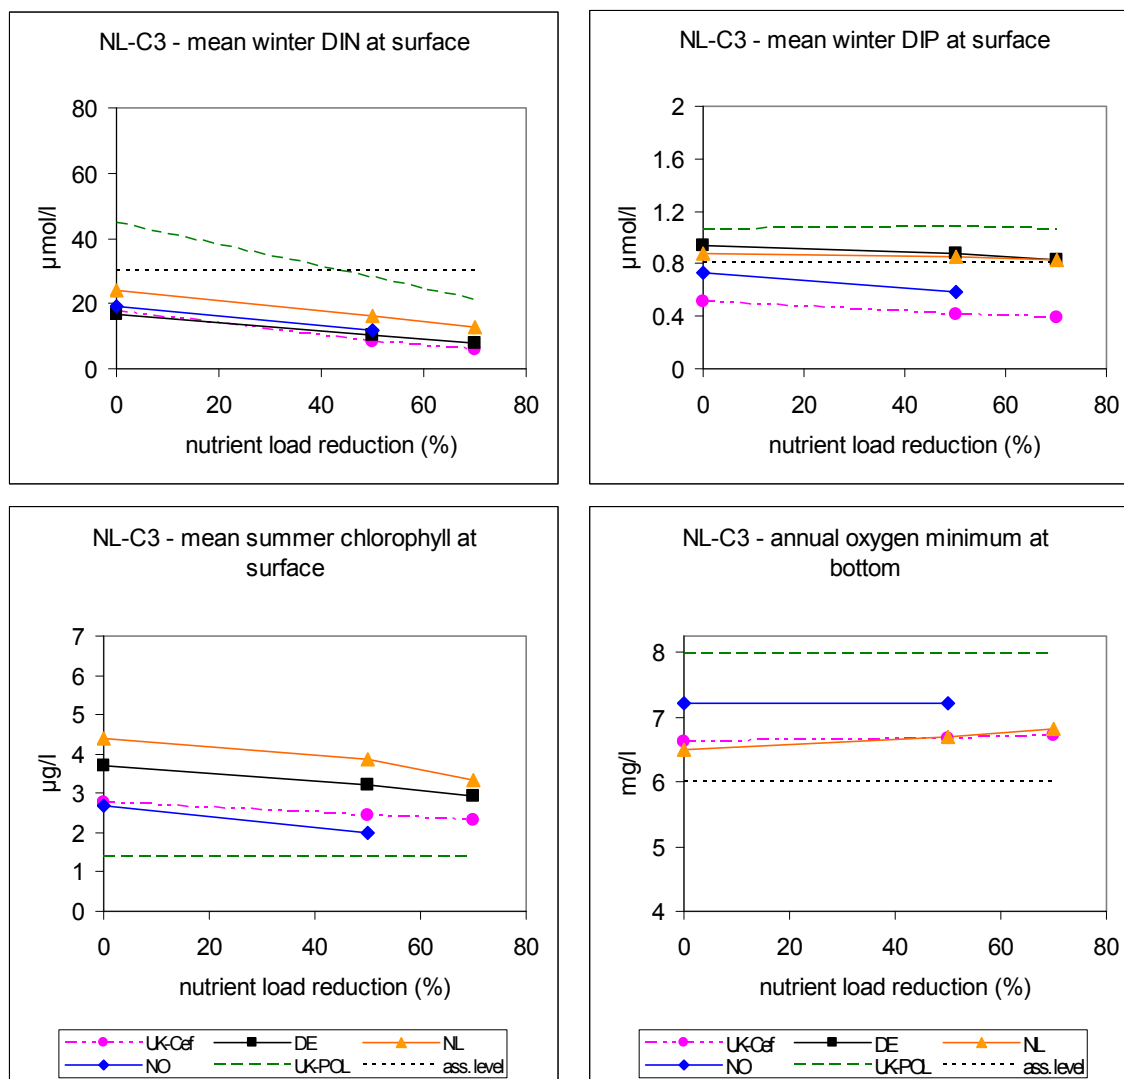 NL-C3 - mean winter DIN at surface
80
60
40
20
0
µmol/l
0 20 40 60 80
nutrient load reduction (%)
NL-C3 - mean winter DIP at surface
2
1.6
1.2
0.8
0.4
0
µmol/l
0 20 40 60 80
nutrient load reduction (%)
NL-C3 - mean summer chlorophyll at
surface
7
6
5
4
3
2
1
0
µg/l
0 20 40 60 80
nutrient load reduction (%)
UK-Cef DE NL
NO UK-POL ass. level
NL-C3 - annual oxygen minimum at
bottom
8
7
6
5
4
mg/l
0 20 40 60 80
nutrient load reduction (%)
UK-Cef DE NL
NO UK-POL ass. level